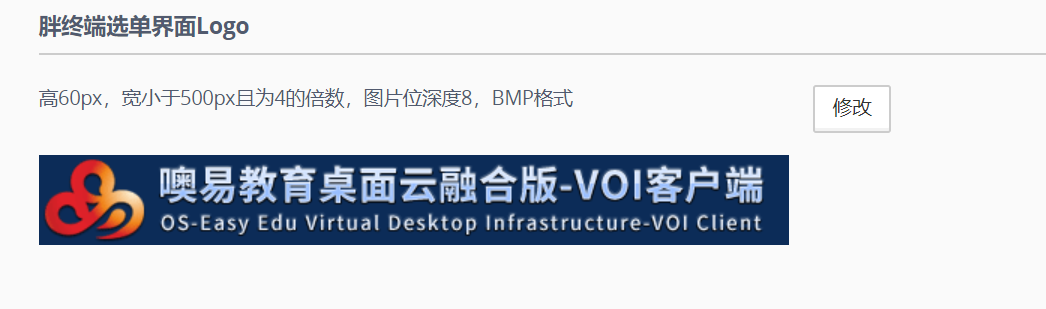 胖终端选单界面Logo
高60px，宽小于500px且为4的倍数，图片位深度8，BMP格式
修改
噢易教育桌面云融合版-VOI客户端
OS-Easy Edu Virtual Desktop Infrastructure-VOI Client